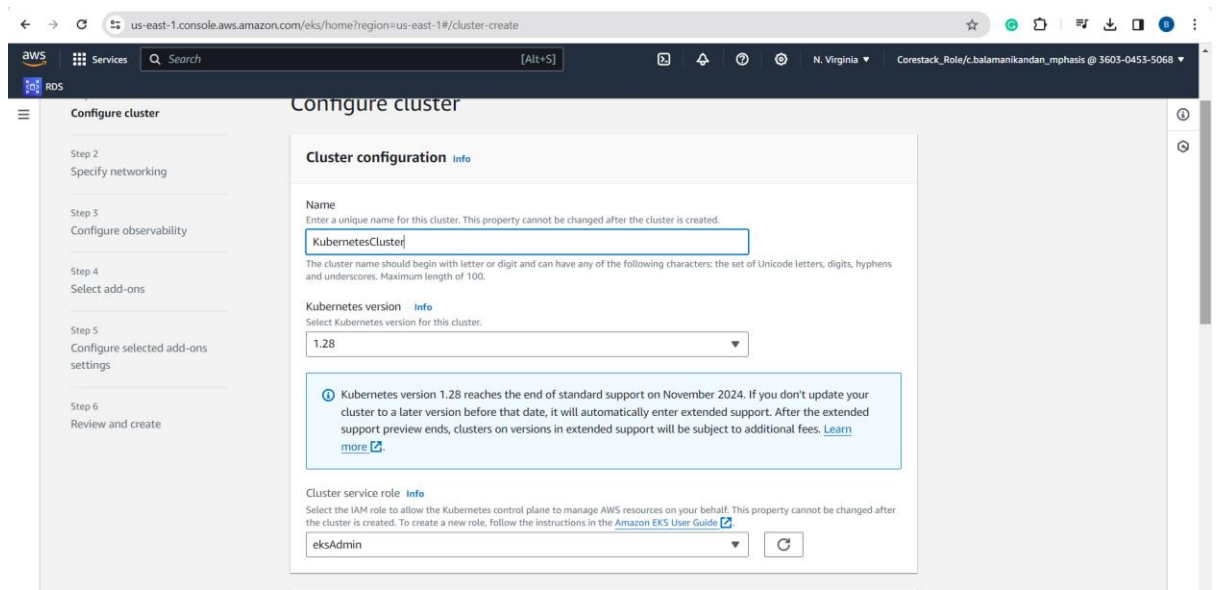 us-east-1.console.aws.amazon.com/eks/home?region=us-east-1#/cluster-create
B
aws
Services
Search
[Alt+S]
N. Virginia
Corestack_Role/c.balamanikandan_mphasis @ 3603-0453-5068
RDS
Configure cluster
Step 2
Specify networking
Step 3
Configure observability
Step 4
Select add-ons
Step 5
Configure selected add-ons
settings
Step 6
Review and create
Configure cluster
Cluster configuration Info
Name
Enter a unique name for this cluster. This property cannot be changed after the cluster is created.
KubernetesCluster
The cluster name should begin with letter or digit and can have any of the following characters: the set of Unicode letters, digits, hyphens
and underscores. Maximum length of 100.
Kubernetes version Info
Select Kubernetes version for this cluster.
1.28
Kubernetes version 1.28 reaches the end of standard support on November 2024. If you don't update your
cluster to a later version before that date, it will automatically enter extended support. After the extended
support preview ends, clusters on versions in extended support will be subject to additional fees. Learn
more.
Cluster service role Info
Select the IAM role to allow the Kubernetes control plane to manage AWS resources on your behalf. This property cannot be changed after
the cluster is created. To create a new role, follow the instructions in the Amazon EKS User Guide.
eksAdmin